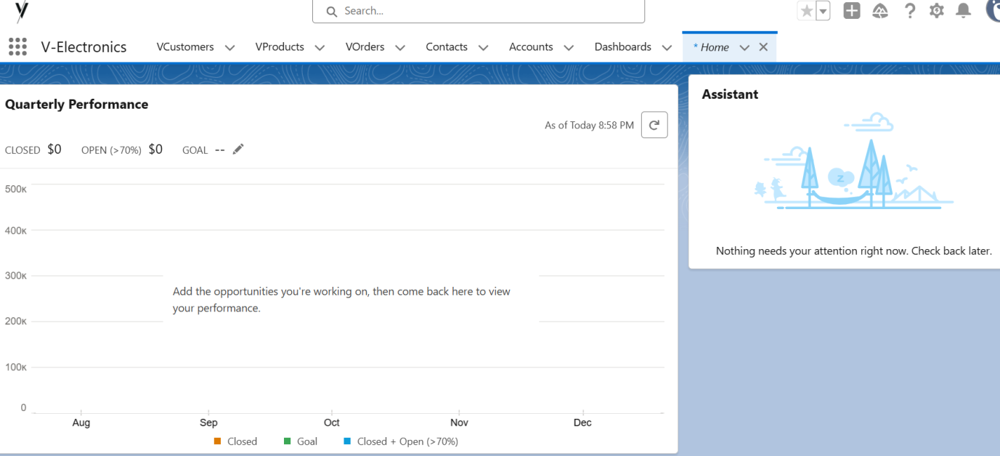 Search...
V-Electronics VCustomers VProducts VOrders Contacts Accounts Dashboards * Home
Quarterly Performance
As of Today 8:58 PM
CLOSED $0 OPEN (>70%) $0 GOAL --
500K
400K
300K
200K
100K
0
Add the opportunities you're working on, then come back here to view
your performance.
Aug Sep Oct Nov Dec
Closed Goal Closed + Open (>70%)
Assistant
z
Nothing needs your attention right now. Check back later.